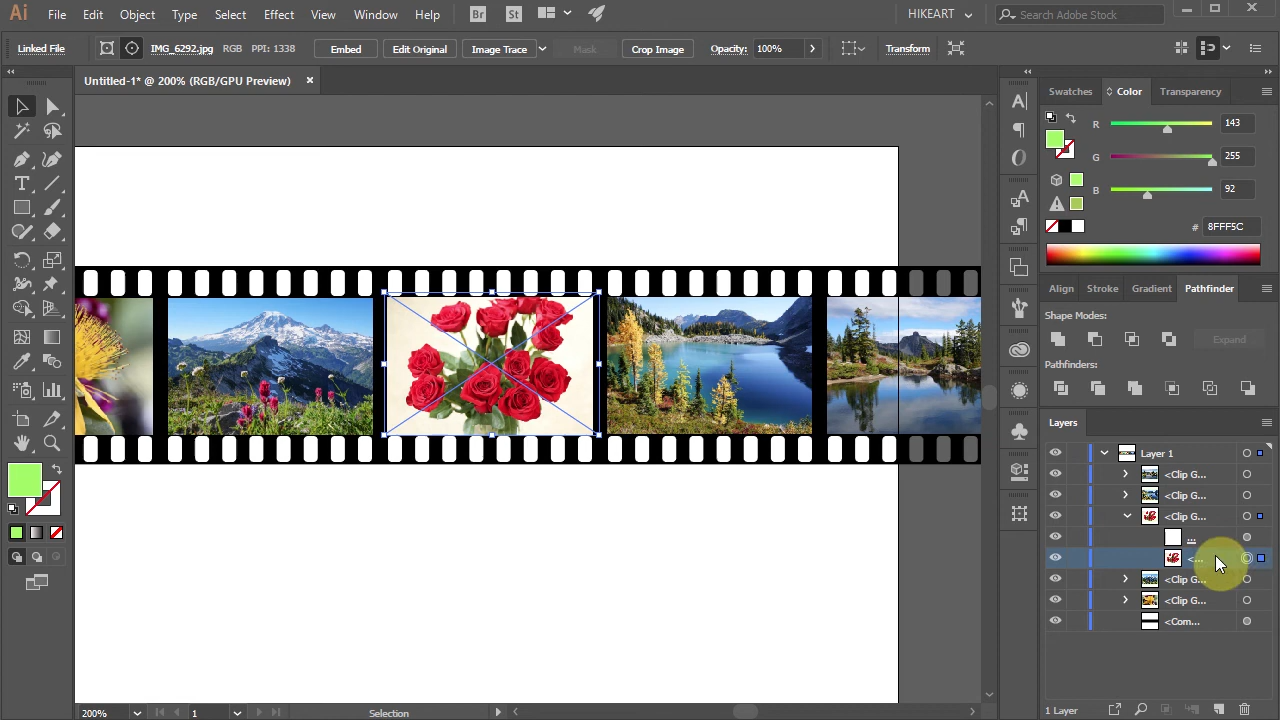 Ai File Edit Object Type Select Effect View Window Help Br St HIKEART Search Adobe Stock
Linked File IMG_6292.jpg RGB PPI: 1338 Embed Edit Original Image Trace Mask Crop Image Opacity: 100% Transform
Untitled-1* @ 200% (RGB/GPU Preview)
Swatches Color Transparency
R 143
G 255
B 92
# 8FFF5C
Align Stroke Gradient Pathfinder
Shape Modes:
Expand
Pathfinders:
Layers
Layer 1
<Clip G...
<Clip G...
<Clip G...
...
<...
<Clip G...
<Clip G...
<Com...
200% 1 Selection 1 Layer